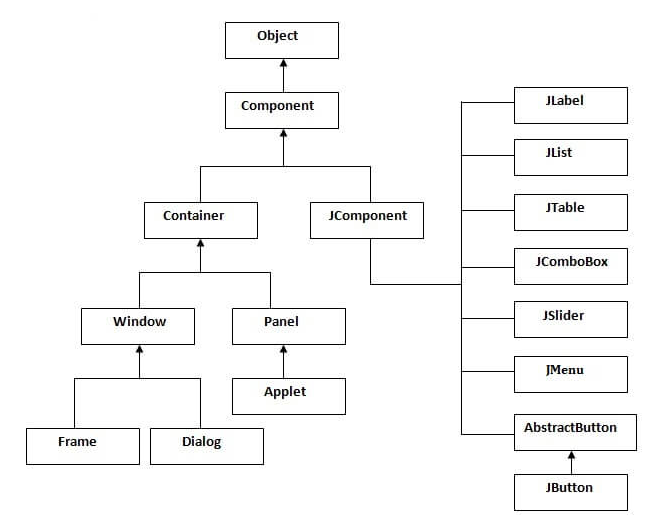 Object
Component
Container
JComponent
Window
Panel
Applet
Frame
Dialog
JLabel
JList
JTable
JComboBox
JSlider
JMenu
AbstractButton
JButton